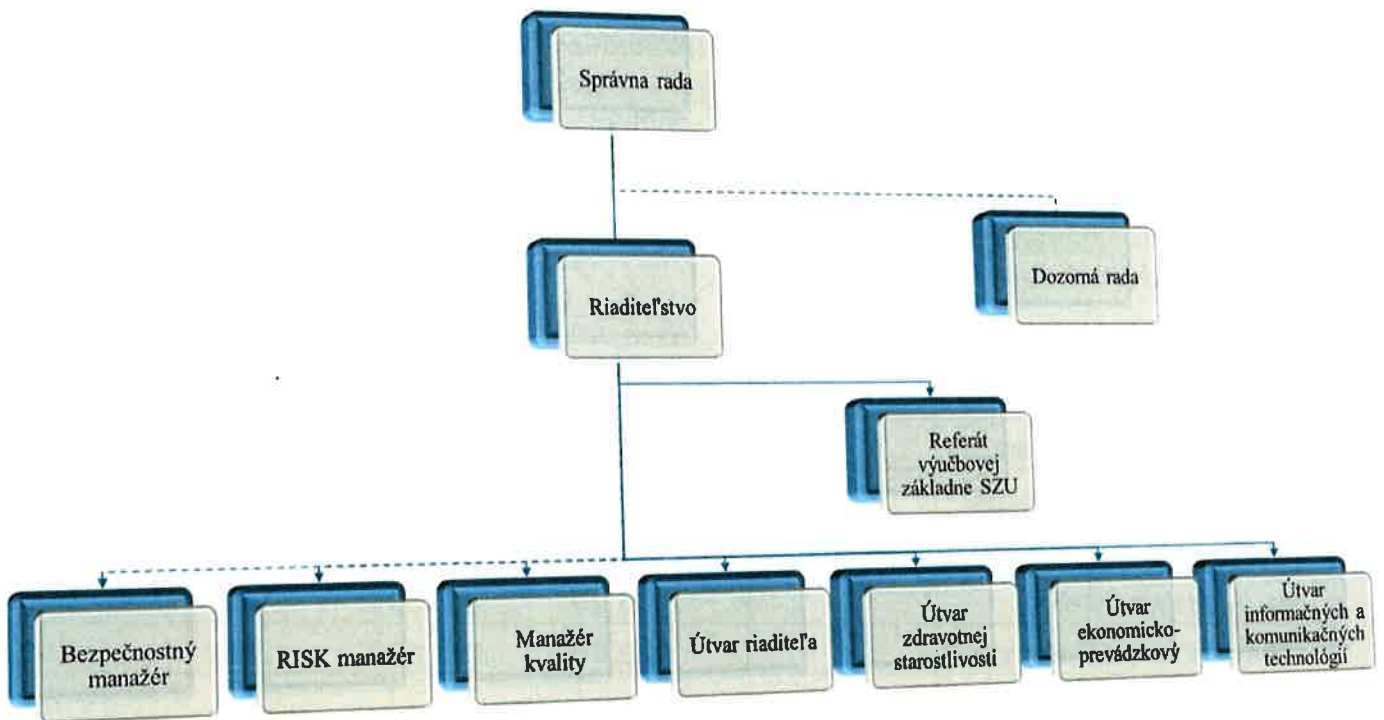 Správna rada
Dozorná rada
Riaditeľstvo
Referát
výučbovej
základne SZU
Bezpečnostný
manažér
RISK manažér
Manažér
kvality
Útvar riaditeľa
Útvar
zdravotnej
starostlivosti
Útvar
ekonomicko-
prevádzkový
Útvar
informačných a
komunikačných
technológií